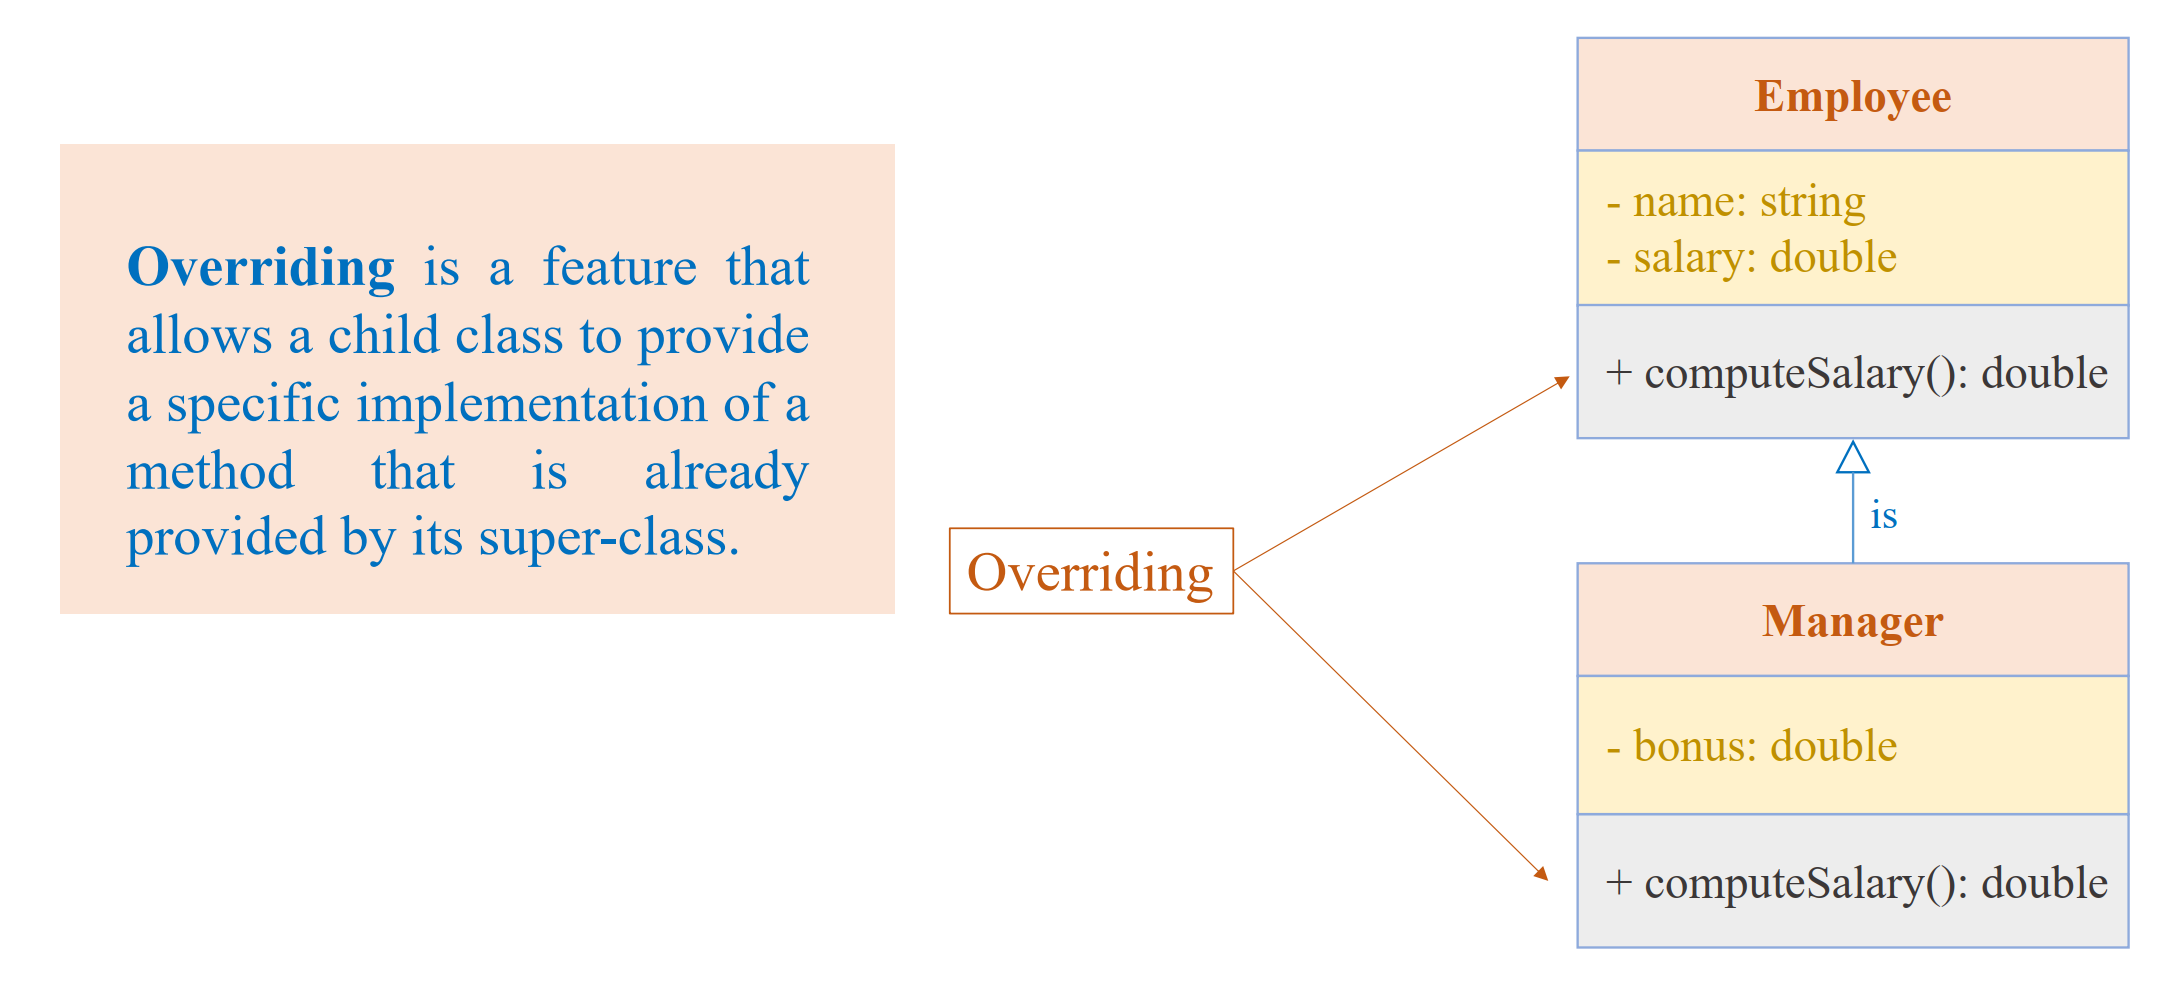 Overriding is a feature that
allows a child class to provide
a specific implementation of a
method that is already
provided by its super-class.
Overriding
Employee
- name: string
- salary: double
+ computeSalary(): double
is
Manager
- bonus: double
+ computeSalary(): double